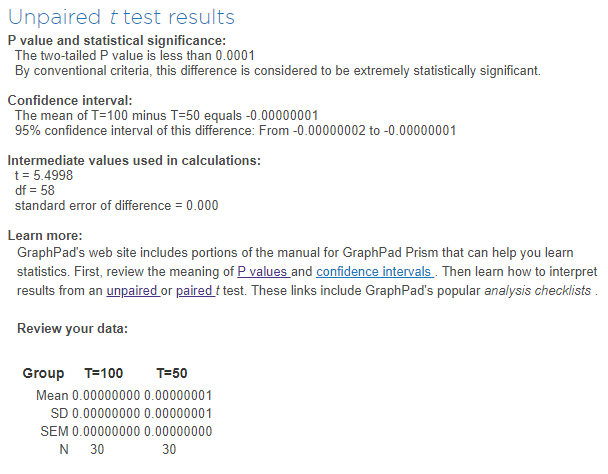 Unpaired t test results
P value and statistical significance:
The two-tailed P value is less than 0.0001
By conventional criteria, this difference is considered to be extremely statistically significant.
Confidence interval:
The mean of T=100 minus T=50 equals -0.00000001
95% confidence interval of this difference: From -0.00000002 to -0.00000001
Intermediate values used in calculations:
t = 5.4998
df = 58
standard error of difference = 0.000
Learn more:
GraphPad's web site includes portions of the manual for GraphPad Prism that can help you learn
statistics. First, review the meaning of P values and confidence intervals . Then learn how to interpret
results from an unpaired or paired t test. These links include GraphPad's popular analysis checklists .
Review your data:
Group T=100 T=50
Mean 0.00000000 0.00000001
SD 0.00000000 0.00000001
SEM 0.00000000 0.00000000
N 30 30